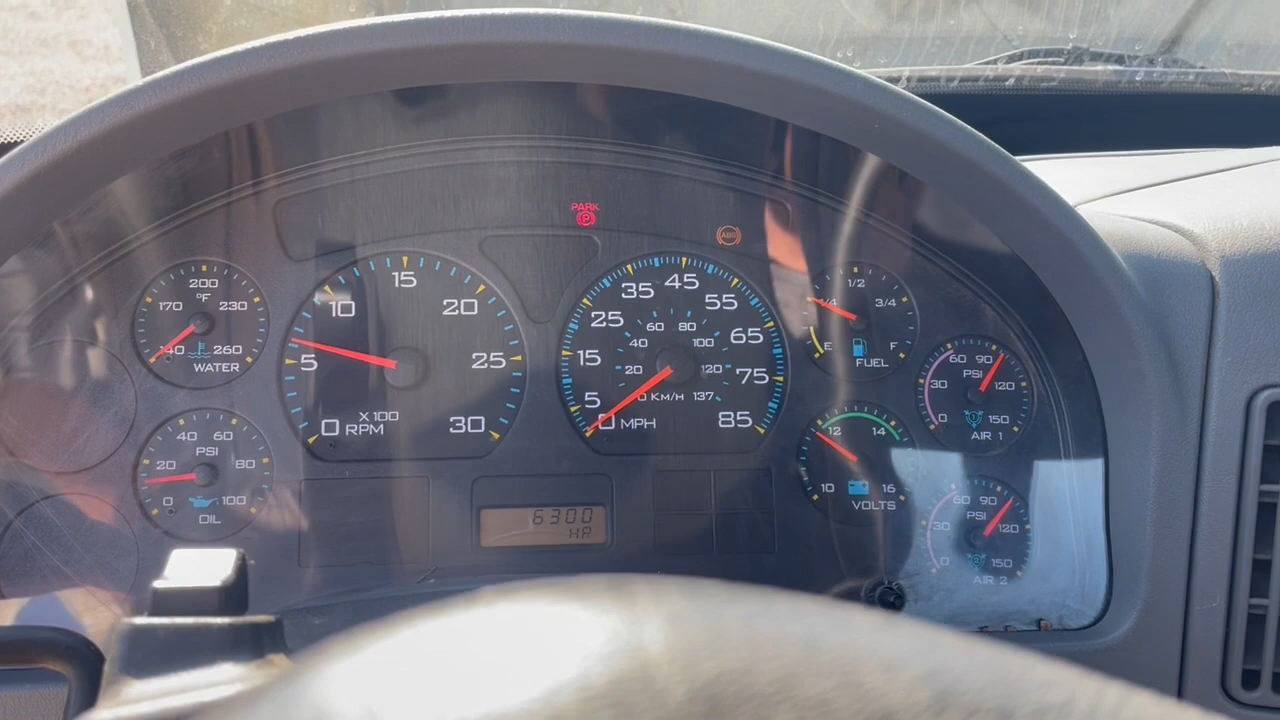 PARK
P
ABS
200
°F
170 230
140 260
WATER
15
10 20
5 25
X100
0 RPM 30
45
35 55
25 65
15 75
5
0 MPH 85
60 80
40 100
20 120
0 KM/H 137
1/2
1/4 3/4
E F
FUEL
60 90
PSI
30 120
0 150
AIR 1
40 60
PSI
20 80
0 100
OIL
12 14
10 16
VOLTS
60 90
PSI
30 120
0 150
AIR 2
6300
HR